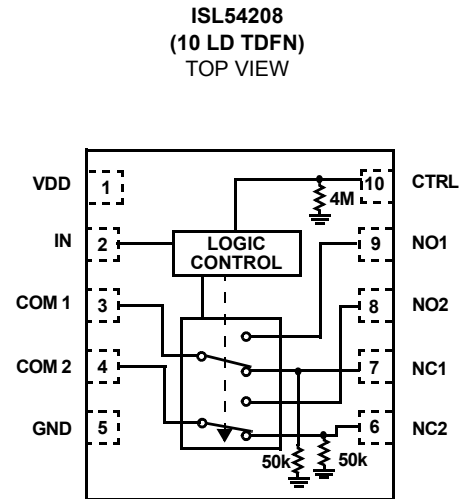 ISL54208
(10 LD TDFN)
TOP VIEW
VDD 1 10 CTRL
4M
IN 2 LOGIC CONTROL 9 NO1
COM 1 3 8 NO2
COM 2 4 7 NC1
GND 5 6 NC2
50k 50k